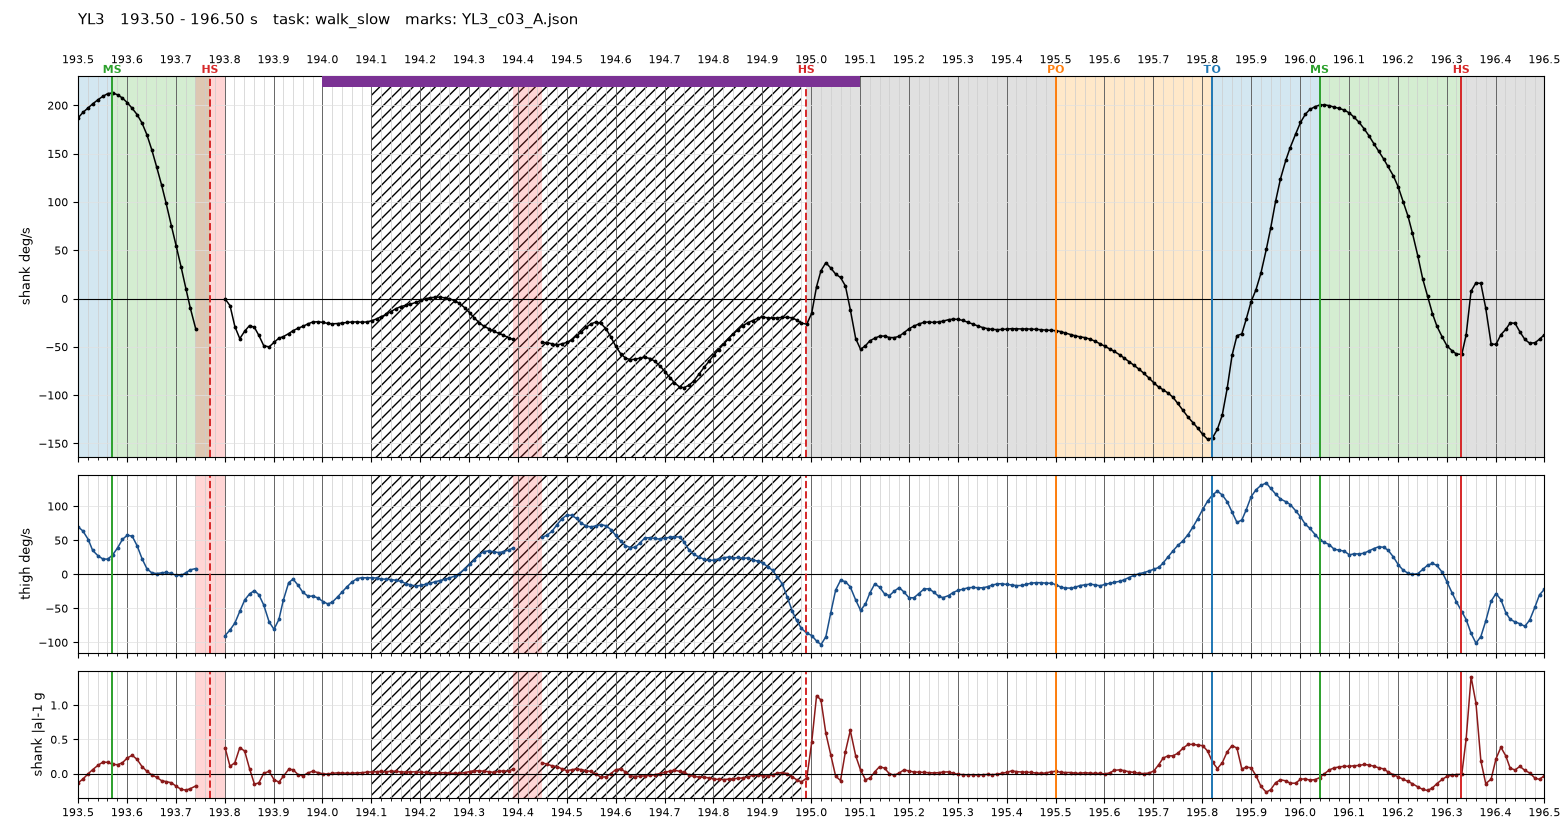 YL3   193.50 - 196.50 s   task: walk_slow   marks: YL3_c03_A.json
193.5 193.6 193.7 193.8 193.9 194.0 194.1 194.2 194.3 194.4 194.5 194.6 194.7 194.8 194.9 195.0 195.1 195.2 195.3 195.4 195.5 195.6 195.7 195.8 195.9 196.0 196.1 196.2 196.3 196.4 196.5
MS HS HS PO TO MS HS
shank deg/s
200
150
100
50
0
−50
−100
−150
thigh deg/s
100
50
0
−50
−100
shank |a|-1 g
1.0
0.5
0.0
193.5 193.6 193.7 193.8 193.9 194.0 194.1 194.2 194.3 194.4 194.5 194.6 194.7 194.8 194.9 195.0 195.1 195.2 195.3 195.4 195.5 195.6 195.7 195.8 195.9 196.0 196.1 196.2 196.3 196.4 196.5